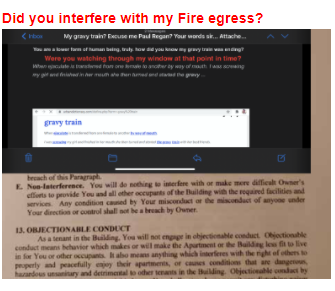 Did you interfere with my Fire egress?
Inbox
My gravy train? Excuse me Paul Regan? Your words sir... Attache...
You are a lower form of human being, truly. how did you know my gravy train was ending?
Were you watching through my window at that point in time?
When ejaculate is transferred from one female to another by way of mouth. I was screwing
my girl and finished in her mouth she then turned and started the gravy
gravy train
breach of this Paragraph.
E. Non-Interference. You will do nothing to interfere with or make more difficult Owner's
efforts to provide You and all other occupants of the Building with the required facilities and
services. Any condition caused by Your misconduct or the misconduct of anyone under
Your direction or control shall not be a breach by Owner.
13. OBJECTIONABLE CONDUCT
As a tenant in the Building, You will not engage in objectionable conduct. Objectionable
conduct means behavior which makes or will make the Apartment or the Building less fit to live
in for You or other occupants. It also means anything which interferes with the right of others to
properly and peacefully enjoy their apartments, or causes conditions that are dangerous,
hazardous unsanitary and detrimental to other tenants in the Building. Objectionable conduct by